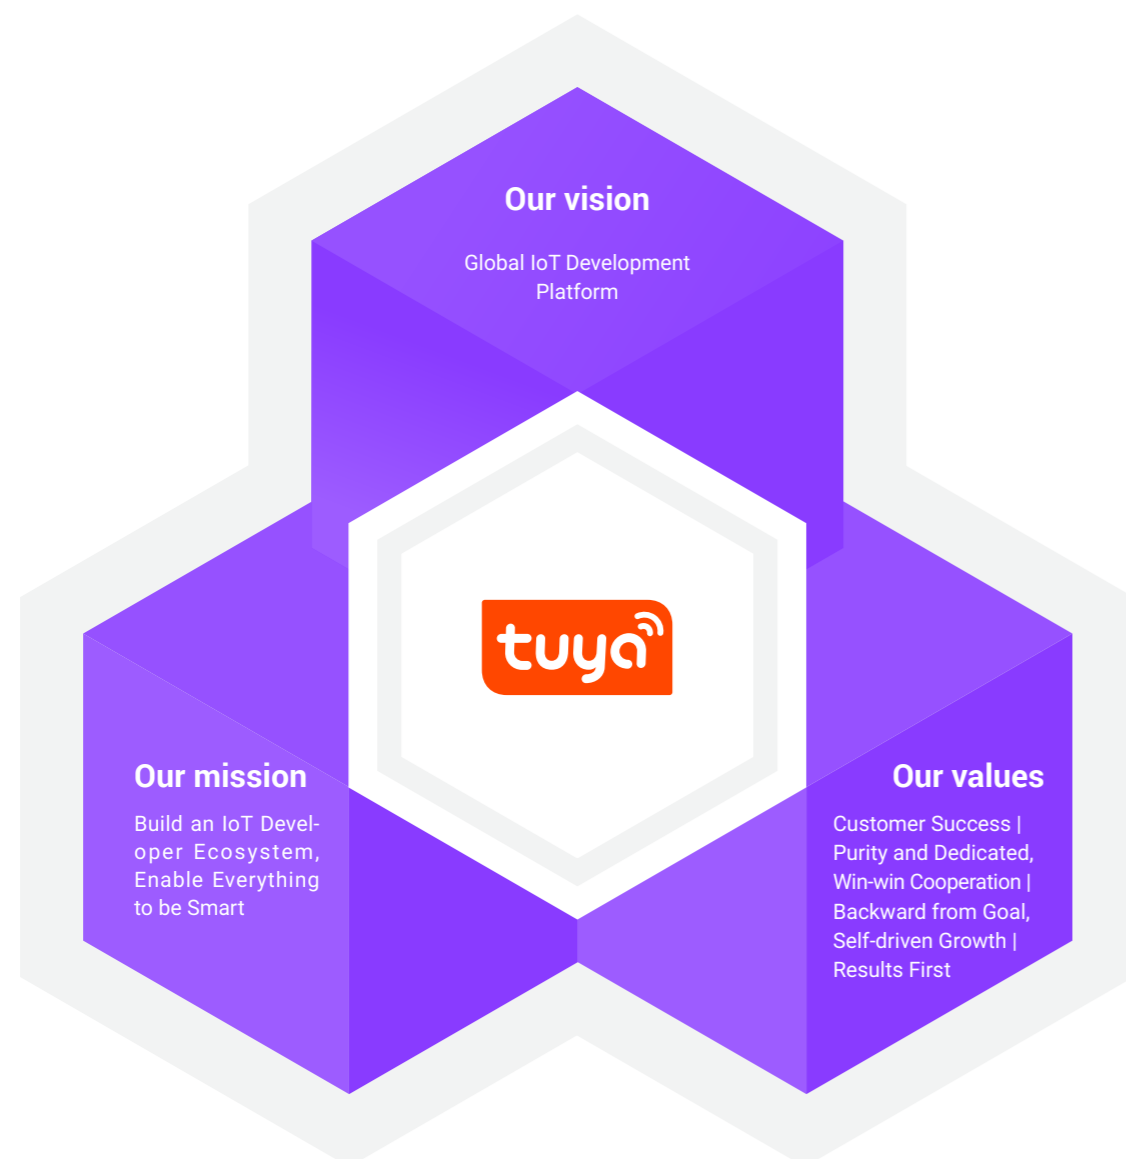 Our vision
Global IoT Development
Platform
tuya
Our mission
Build an IoT Devel-
oper Ecosystem,
Enable Everything
to be Smart
Our values
Customer Success |
Purity and Dedicated,
Win-win Cooperation |
Backward from Goal,
Self-driven Growth |
Results First